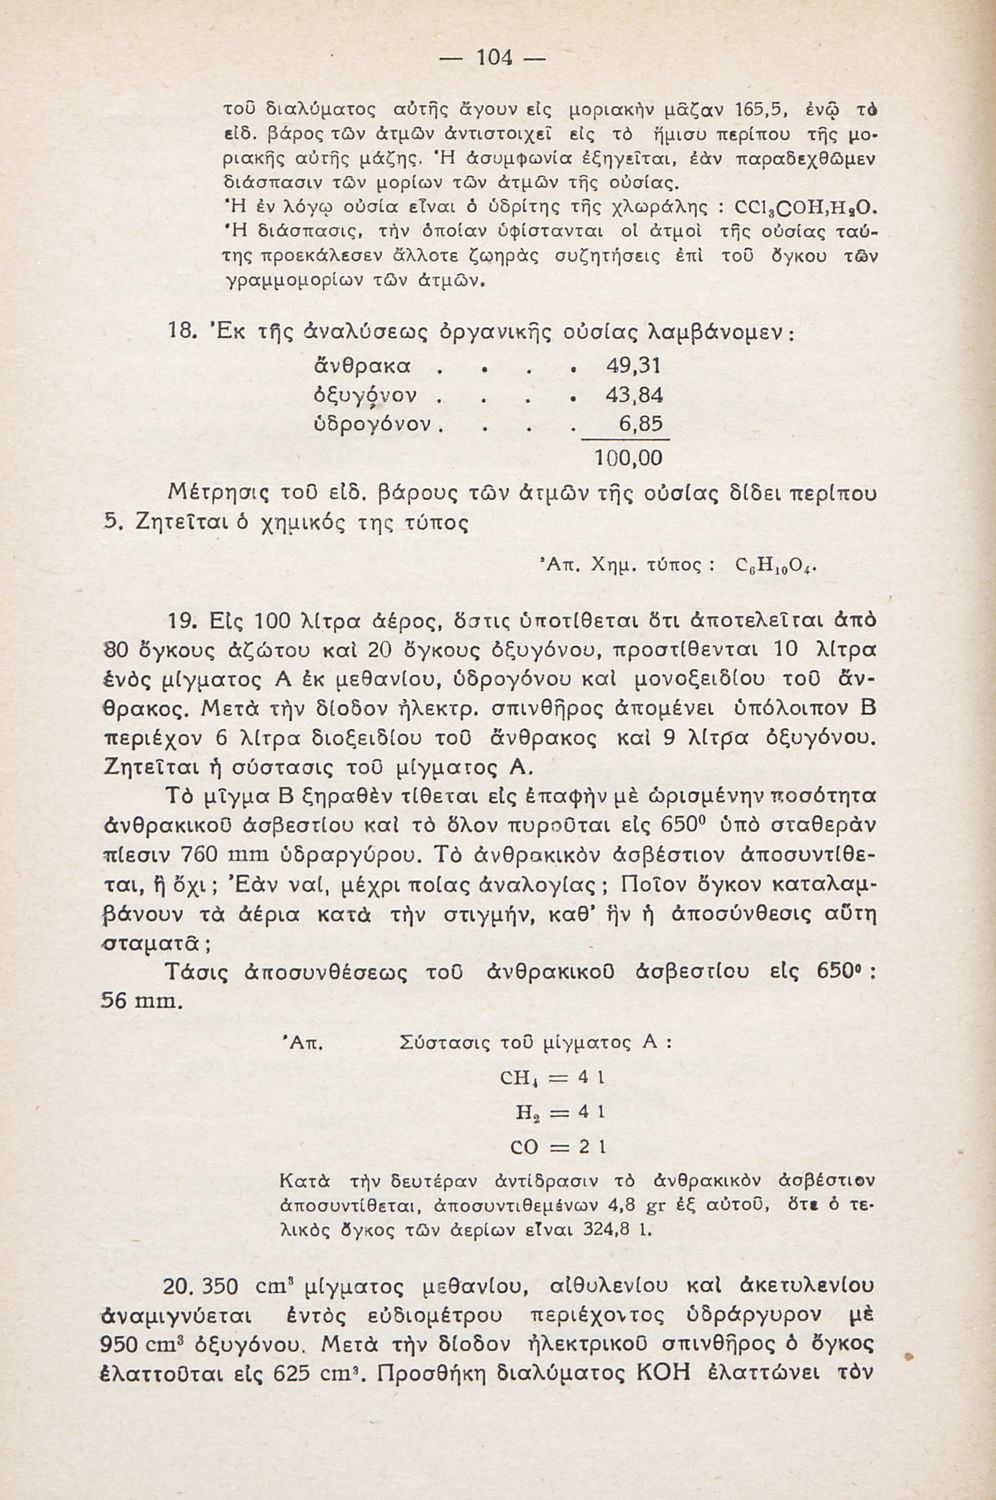 — 104 —
τοῦ διαλύματος αὐτῆς ἄγουν εἰς μοριακὴν μᾶζαν 165,5, ἐνῷ τὸ
εἰδ. βάρος τῶν ἀτμῶν ἀντιστοιχεῖ εἰς τὸ ἥμισυ περίπου τῆς μο-
ριακῆς αὐτῆς μάζης. Ἡ ἀσυμφωνία ἐξηγεῖται, ἐὰν παραδεχθῶμεν
διάσπασιν τῶν μορίων τῶν ἀτμῶν τῆς οὐσίας.
Ἡ ἐν λόγῳ οὐσία εἶναι ὁ ὑδρίτης τῆς χλωράλης : CCl₃COH,H₂O.
Ἡ διάσπασις, τὴν ὁποίαν ὑφίστανται οἱ ἀτμοὶ τῆς οὐσίας ταύ-
της προεκάλεσεν ἄλλοτε ζωηρὰς συζητήσεις ἐπὶ τοῦ ὄγκου τῶν
γραμμομορίων τῶν ἀτμῶν.
18. Ἐκ τῆς ἀναλύσεως ὀργανικῆς οὐσίας λαμβάνομεν :
ἄνθρακα . . . . 49,31
ὀξυγόνον . . . . 43,84
ὑδρογόνον . . . . 6,85
100,00
Μέτρησις τοῦ εἰδ. βάρους τῶν ἀτμῶν τῆς οὐσίας δίδει περίπου
5. Ζητεῖται ὁ χημικός της τύπος
Ἀπ. Χημ. τύπος : C₆H₁₀O₄.
19. Εἰς 100 λίτρα ἀέρος, ὅστις ὑποτίθεται ὅτι ἀποτελεῖται ἀπὸ
80 ὄγκους ἀζώτου καὶ 20 ὄγκους ὀξυγόνου, προστίθενται 10 λίτρα
ἑνὸς μίγματος Α ἐκ μεθανίου, ὑδρογόνου καὶ μονοξειδίου τοῦ ἄν-
θρακος. Μετὰ τὴν δίοδον ἠλεκτρ. σπινθῆρος ἀπομένει ὑπόλοιπον Β
περιέχον 6 λίτρα διοξειδίου τοῦ ἄνθρακος καὶ 9 λίτρα ὀξυγόνου.
Ζητεῖται ἡ σύστασις τοῦ μίγματος Α.
Τὸ μῖγμα Β ξηραθὲν τίθεται εἰς ἐπαφὴν μὲ ὡρισμένην ποσότητα
ἀνθρακικοῦ ἀσβεστίου καὶ τὸ ὅλον πυροῦται εἰς 650⁰ ὑπὸ σταθερὰν
πίεσιν 760 mm ὑδραργύρου. Τὸ ἀνθρακικὸν ἀσβέστιον ἀποσυντίθε-
ται, ἢ ὄχι ; Ἐὰν ναί, μέχρι ποίας ἀναλογίας ; Ποῖον ὄγκον καταλαμ-
βάνουν τὰ ἀέρια κατὰ τὴν στιγμήν, καθ’ ἣν ἡ ἀποσύνθεσις αὕτη
σταματᾶ ;
Τάσις ἀποσυνθέσεως τοῦ ἀνθρακικοῦ ἀσβεστίου εἰς 650⁰ :
56 mm.
Ἀπ. Σύστασις τοῦ μίγματος Α :
CH₄ = 4 l
H₂ = 4 l
CO = 2 l
Κατὰ τὴν δευτέραν ἀντίδρασιν τὸ ἀνθρακικὸν ἀσβέστιον
ἀποσυντίθεται, ἀποσυντιθεμένων 4,8 gr ἐξ αὐτοῦ, ὅτε ὁ τε-
λικὸς ὄγκος τῶν ἀερίων εἶναι 324,8 l.
20. 350 cm³ μίγματος μεθανίου, αἰθυλενίου καὶ ἀκετυλενίου
ἀναμιγνύεται ἐντὸς εὐδιομέτρου περιέχοντος ὑδράργυρον μὲ
950 cm³ ὀξυγόνου. Μετὰ τὴν δίοδον ἠλεκτρικοῦ σπινθῆρος ὁ ὄγκος
ἐλαττοῦται εἰς 625 cm³. Προσθήκη διαλύματος ΚΟΗ ἐλαττώνει τὸν